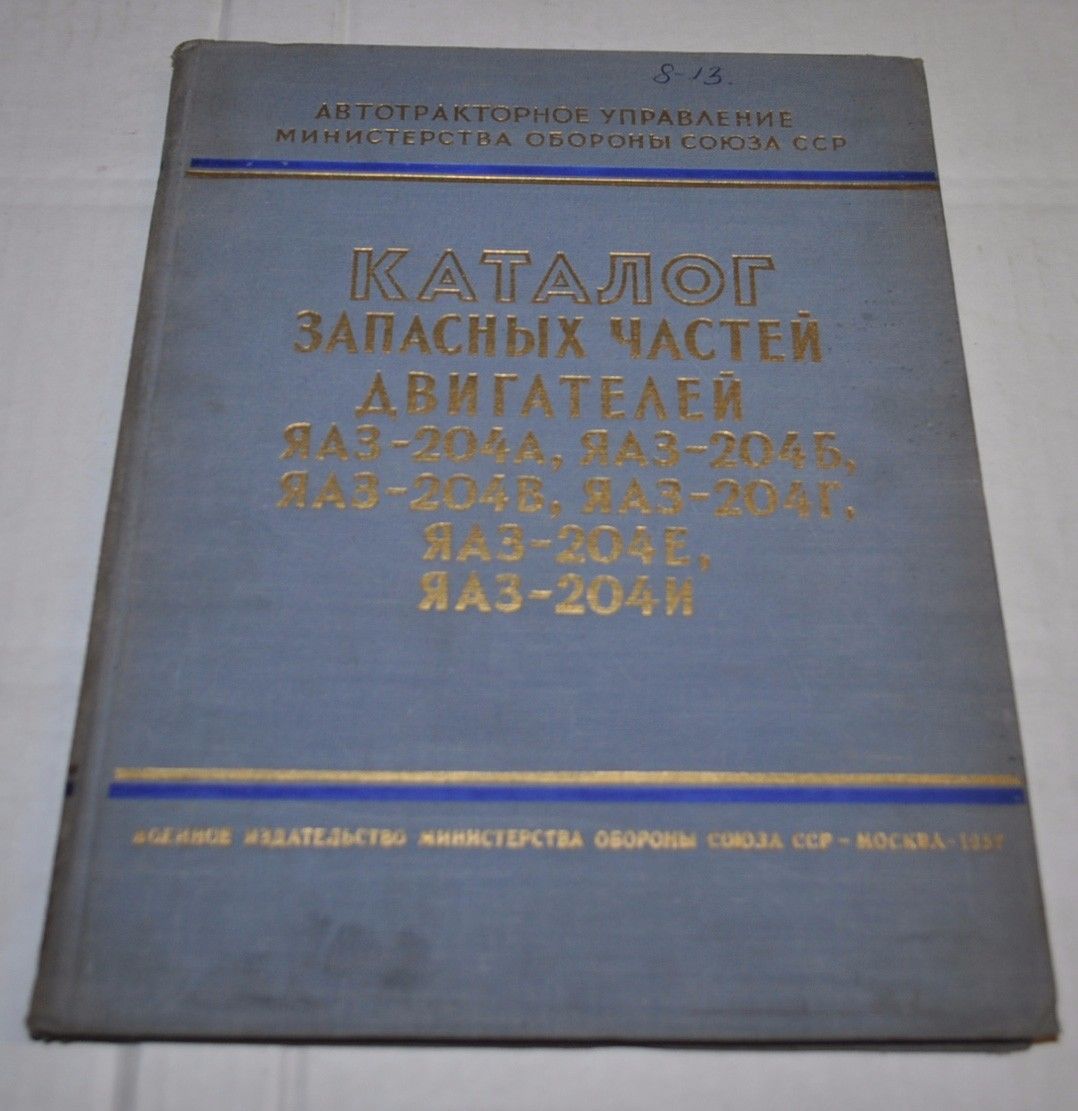 8-13.
АВТОТРАКТОРНОЕ УПРАВЛЕНИЕ
МИНИСТЕРСТВА ОБОРОНЫ СОЮЗА ССР
КАТАЛОГ
ЗАПАСНЫХ ЧАСТЕЙ
ДВИГАТЕЛЕЙ
ЯАЗ-204А, ЯАЗ-204Б,
ЯАЗ-204В, ЯАЗ-204Г,
ЯАЗ-204Е,
ЯАЗ-204И
ВОЕННОЕ ИЗДАТЕЛЬСТВО МИНИСТЕРСТВА ОБОРОНЫ СОЮЗА ССР - МОСКВА - 1957